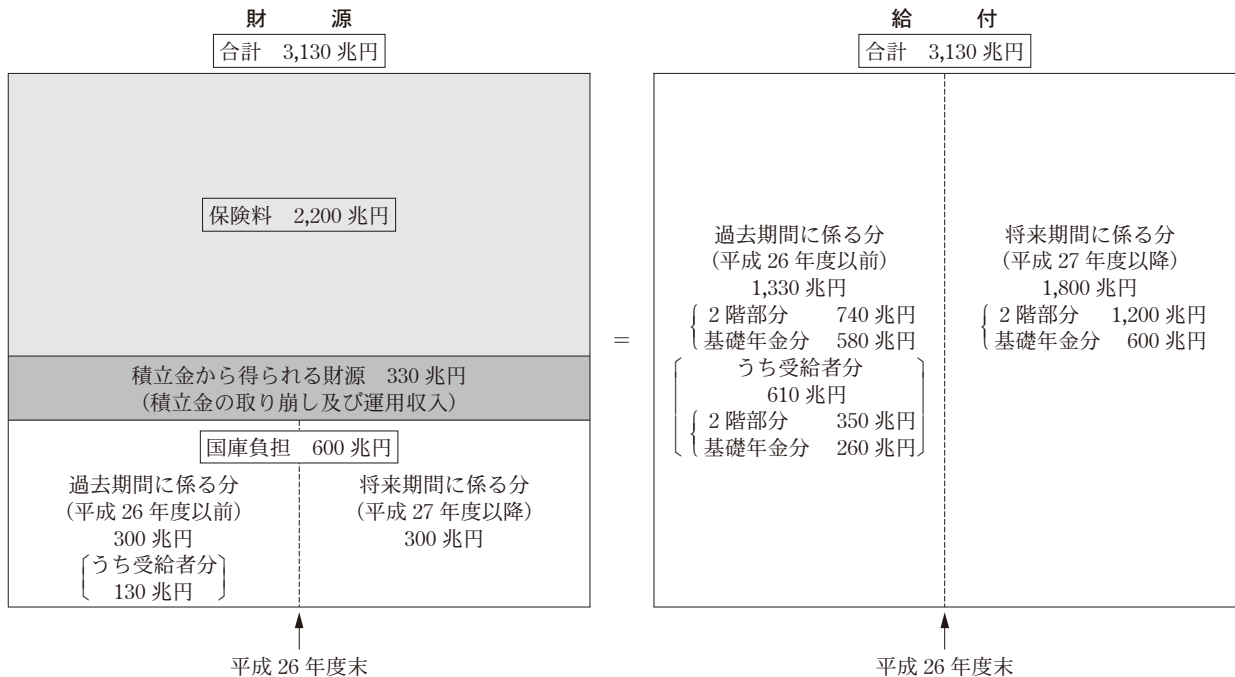 財　源
合計　3,130 兆円
保険料　2,200 兆円
積立金から得られる財源　330 兆円
（積立金の取り崩し及び運用収入）
国庫負担　600 兆円
過去期間に係る分
（平成 26 年度以前）
300 兆円
うち受給者分
130 兆円
将来期間に係る分
（平成 27 年度以降）
300 兆円
平成 26 年度末
＝
給　付
合計　3,130 兆円
過去期間に係る分
（平成 26 年度以前）
1,330 兆円
2 階部分　740 兆円
基礎年金分　580 兆円
うち受給者分
610 兆円
2 階部分　350 兆円
基礎年金分　260 兆円
将来期間に係る分
（平成 27 年度以降）
1,800 兆円
2 階部分　1,200 兆円
基礎年金分　600 兆円
平成 26 年度末